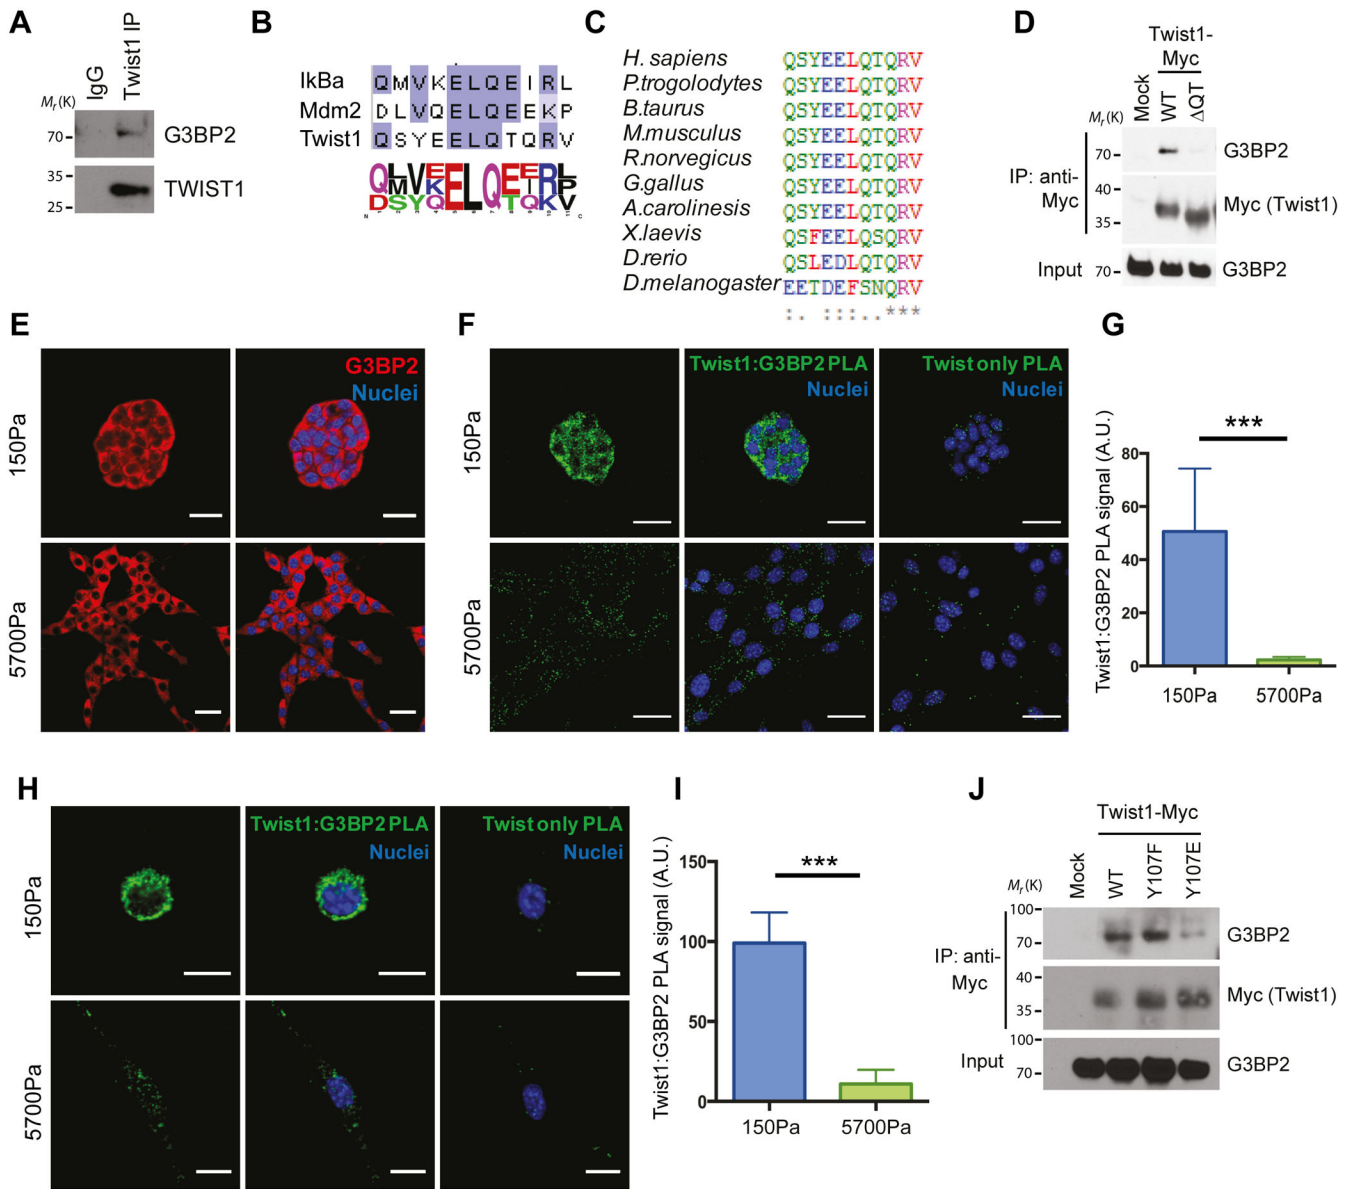 A
IgG
Twist1 IP
Mr (K)
70
G3BP2
35
25
TWIST1
B
IkBa QMVKELQEIRL
Mdm2 DLVQELQEEKP
Twist1 QSYEELQTQRV
C
H. sapiens QSYEELQTQRV
P.trogolodytes QSYEELQTQRV
B.taurus QSYEELQTQRV
M.musculus QSYEELQTQRV
R.norvegicus QSYEELQTQRV
G.gallus QSYEELQTQRV
A.carolinesis QSYEELQTQRV
X.laevis QSFEELQSQRV
D.rerio QSLEDLQTQRV
D.melanogaster EETDEFSNQRV
:. :::..***
D
Twist1-
Myc
Mock
WT
ΔQT
Mr (K)
70
G3BP2
IP: anti-
Myc
40
35
Myc (Twist1)
Input
70
G3BP2
E
G3BP2
Nuclei
150Pa
5700Pa
F
Twist1:G3BP2 PLA
Nuclei
Twist only PLA
Nuclei
150Pa
5700Pa
G
***
Twist1:G3BP2 PLA signal (A.U.)
80
60
40
20
0
150Pa
5700Pa
H
Twist1:G3BP2 PLA
Nuclei
Twist only PLA
Nuclei
150Pa
5700Pa
I
***
Twist1:G3BP2 PLA signal (A.U.)
150
100
50
0
150Pa
5700Pa
J
Twist1-Myc
Mock
WT
Y107F
Y107E
Mr (K)
100
70
G3BP2
IP: anti-
Myc
40
35
Myc (Twist1)
100
Input
70
G3BP2